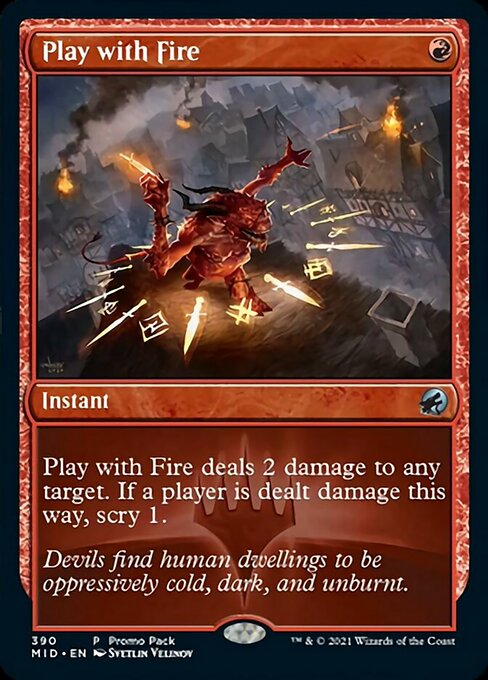 Play with Fire
Instant
Play with Fire deals 2 damage to any
target. If a player is dealt damage this
way, scry 1.
Devils find human dwellings to be
oppressively cold, dark, and unburnt.
390 P Promo Pack
MID • EN Svetlin Velinov
™ & © 2021 Wizards of the Coast